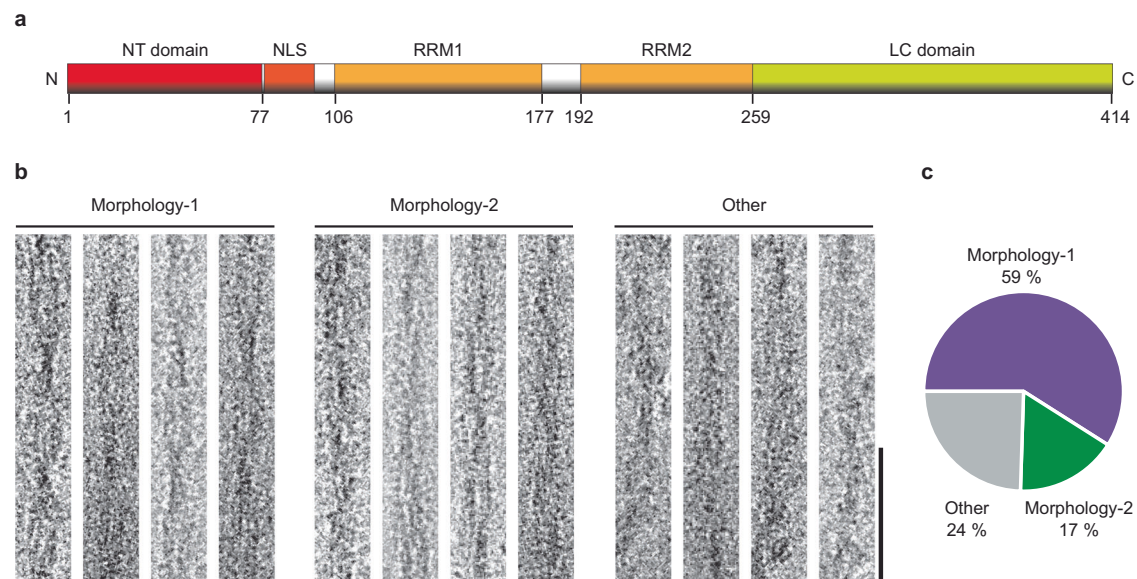 a
NT domain NLS RRM1 RRM2 LC domain
N C
1 77 106 177 192 259 414
b
Morphology-1 Morphology-2 Other
c
Morphology-1
59 %
Other
24 %
Morphology-2
17 %